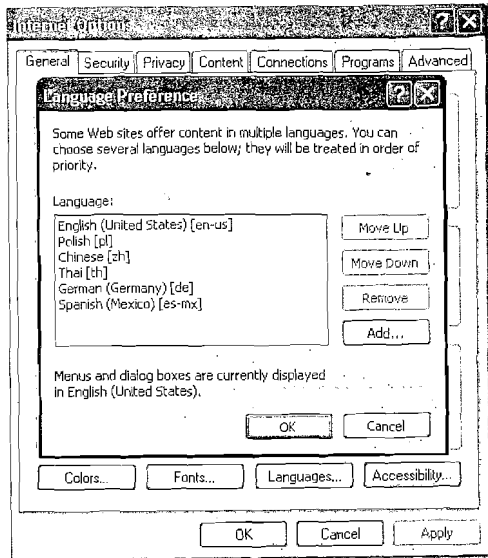 Internet Options
General Security Privacy Content Connections Programs Advanced
Language Preference
Some Web sites offer content in multiple languages. You can
choose several languages below; they will be treated in order of
priority.
Language:
English (United States) [en-us]
Polish [pl]
Chinese [zh]
Thai [th]
German (Germany) [de]
Spanish (Mexico) [es-mx]
Move Up
Move Down
Remove
Add...
Menus and dialog boxes are currently displayed
in English (United States).
OK Cancel
Colors... Fonts... Languages... Accessibility...
OK Cancel Apply